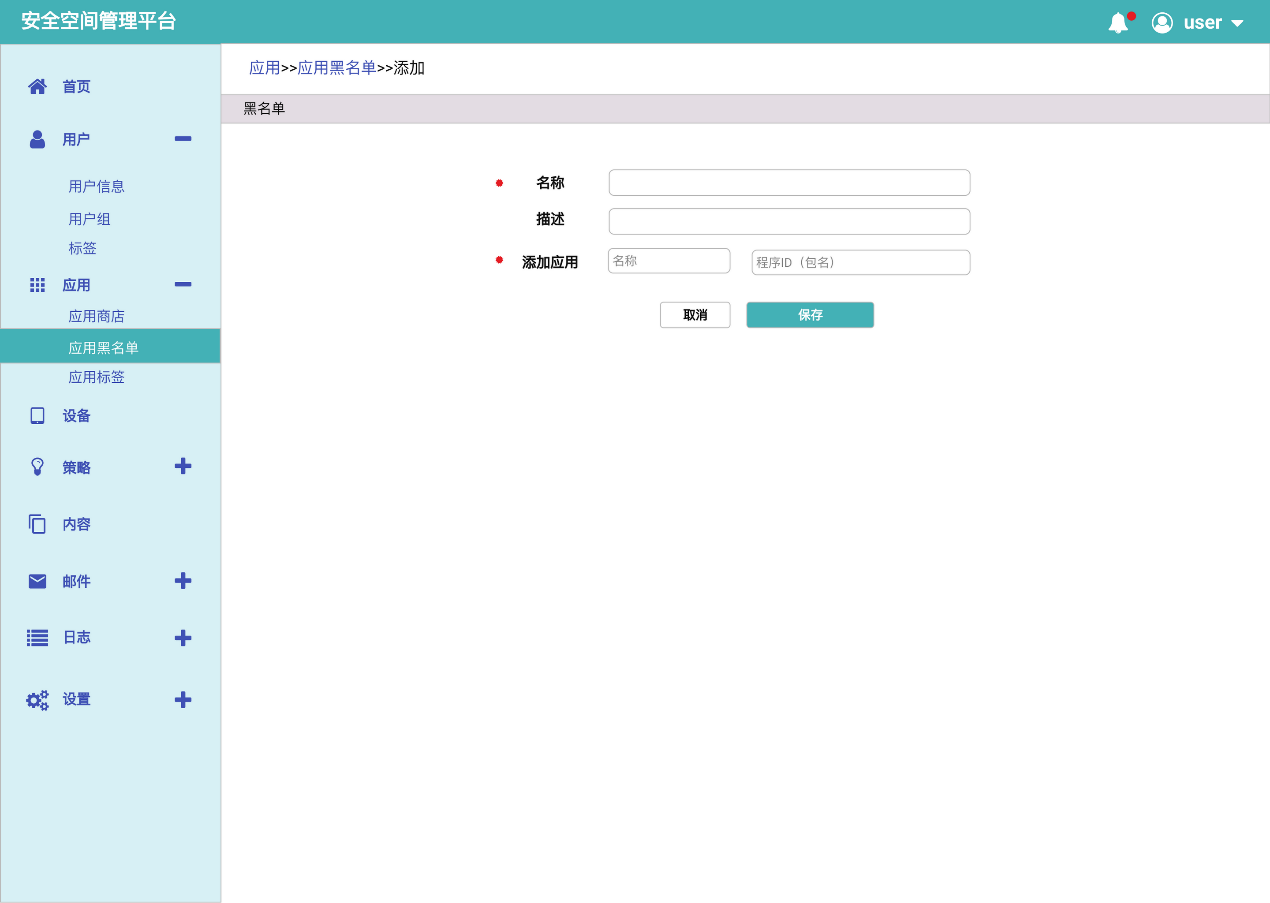 安全空间管理平台
user
首页
用户
用户信息
用户组
标签
应用
应用商店
应用黑名单
应用标签
设备
策略
内容
邮件
日志
设置
应用>>应用黑名单>>添加
黑名单
名称
描述
添加应用 名称 程序ID（包名）
取消 保存